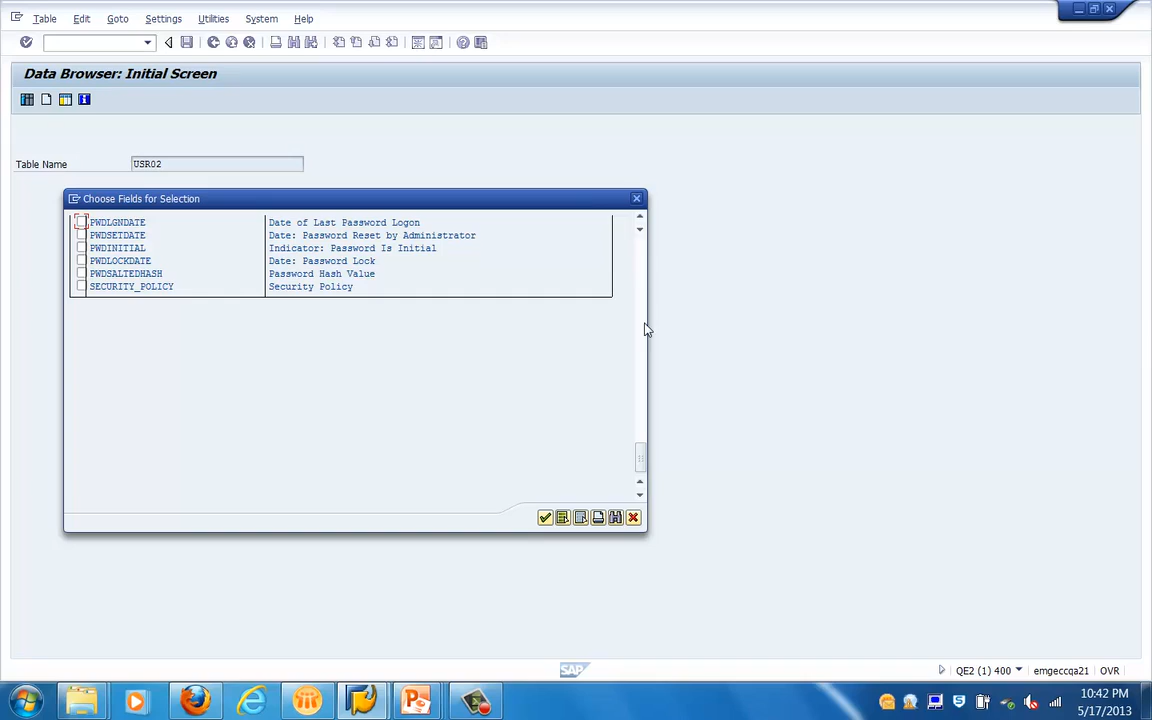 Table Edit Goto Settings Utilities System Help
Data Browser: Initial Screen
Table Name USR02
Choose Fields for Selection
PWDLGNDATE Date of Last Password Logon
PWDSETDATE Date: Password Reset by Administrator
PWDINITIAL Indicator: Password Is Initial
PWDLOCKDATE Date: Password Lock
PWDSALTEDHASH Password Hash Value
SECURITY_POLICY Security Policy
SAP
QE2 (1) 400 emgeccqa21 OVR
10:42 PM
5/17/2013